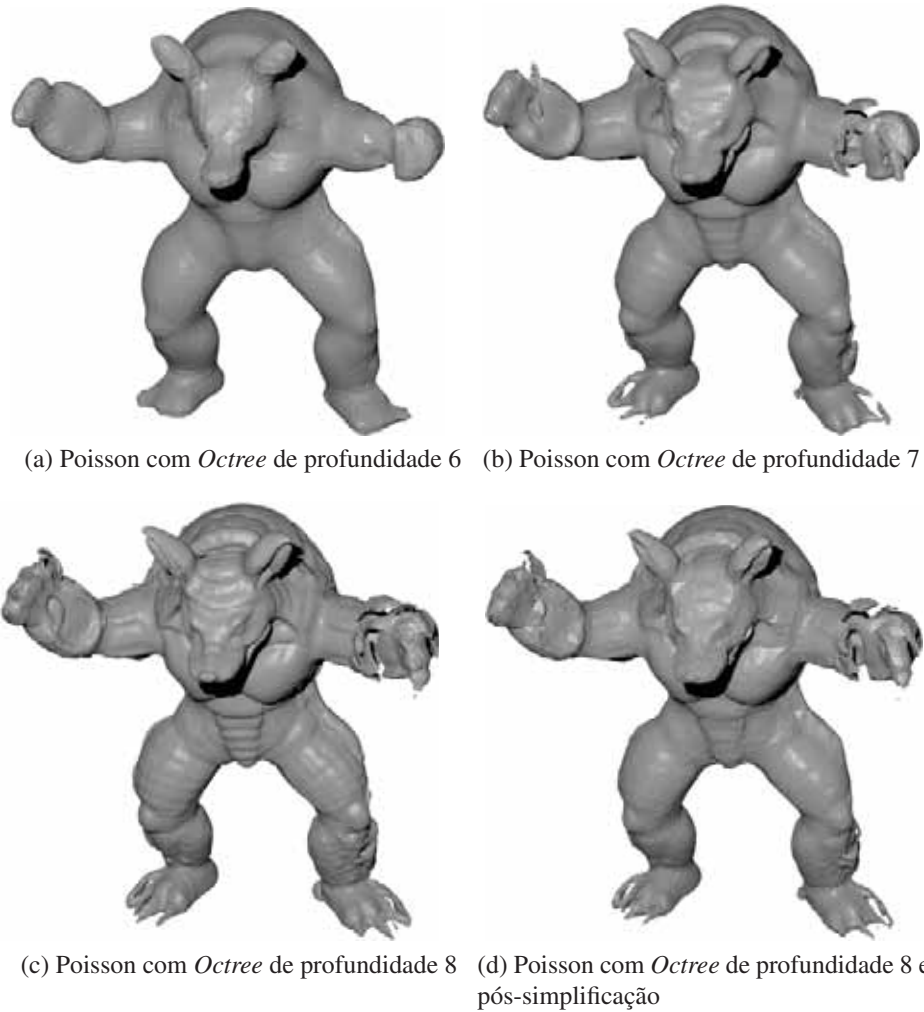 (a) Poisson com Octree de profundidade 6
(b) Poisson com Octree de profundidade 7
(c) Poisson com Octree de profundidade 8
(d) Poisson com Octree de profundidade 8 e
pós-simplificação